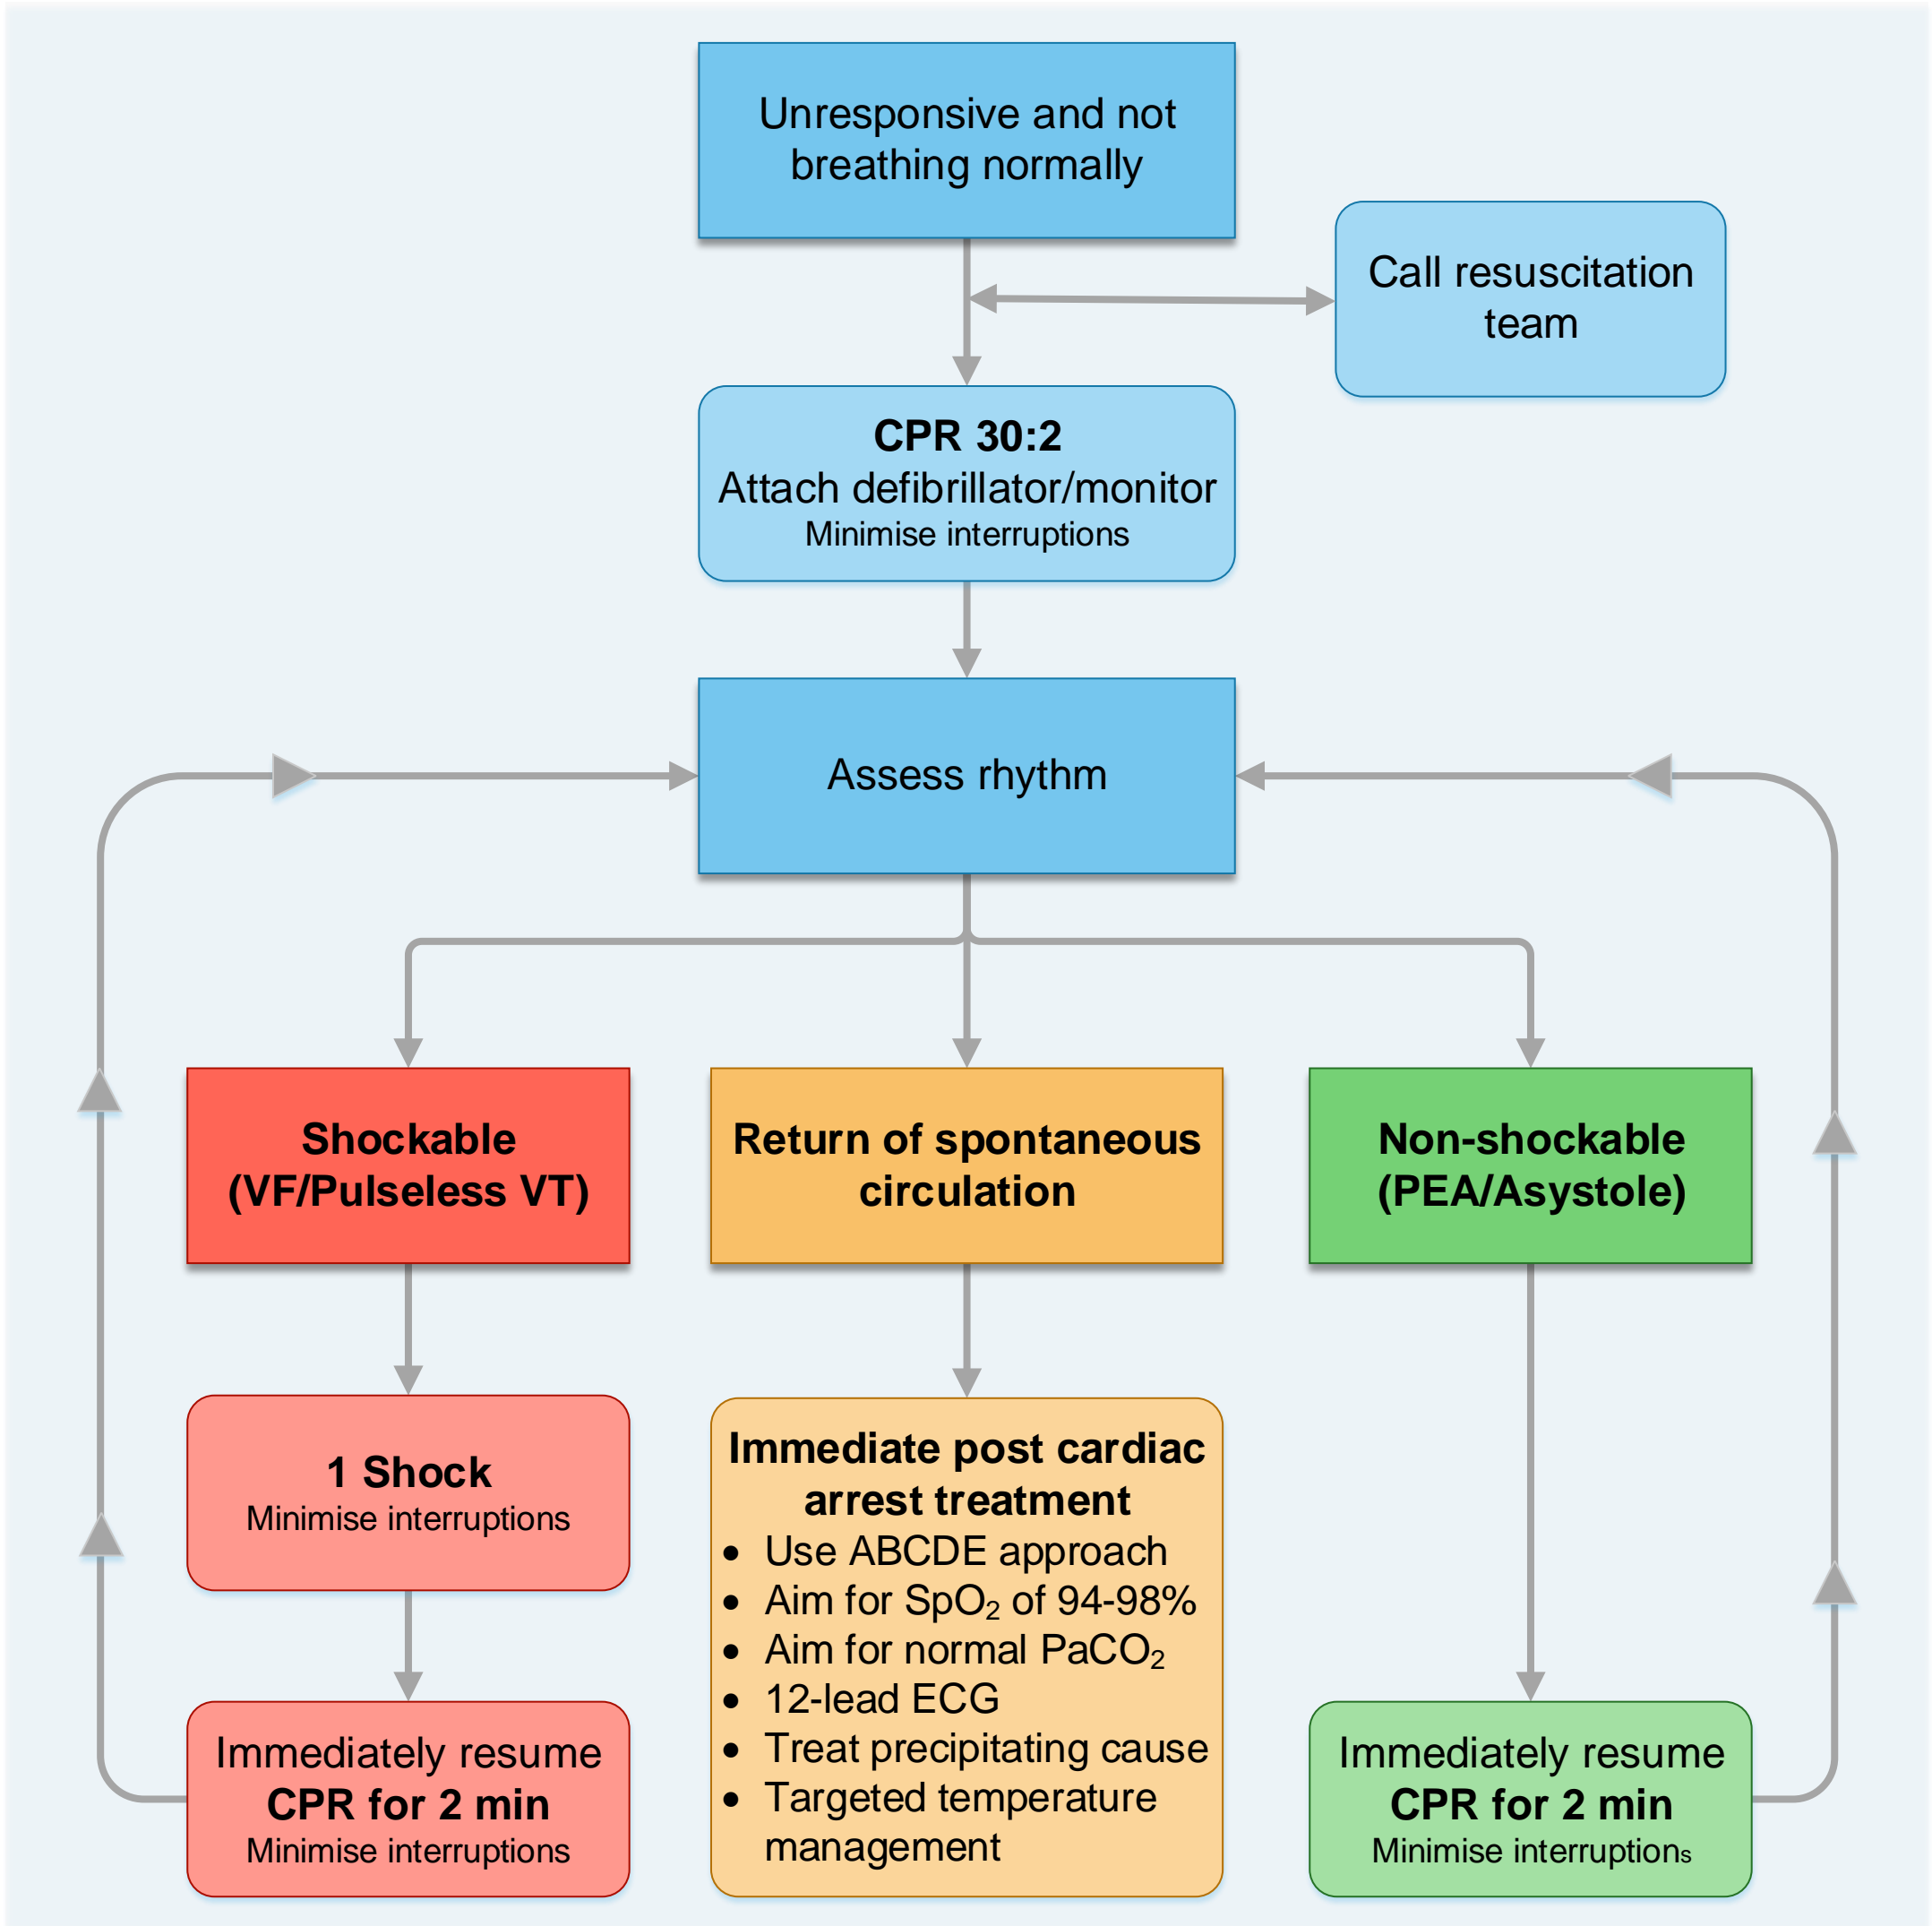 Unresponsive and not
breathing normally
Call resuscitation
team
CPR 30:2
Attach defibrillator/monitor
Minimise interruptions
Assess rhythm
Shockable
(VF/Pulseless VT)
Return of spontaneous
circulation
Non-shockable
(PEA/Asystole)
1 Shock
Minimise interruptions
Immediately resume
CPR for 2 min
Minimise interruptions
Immediate post cardiac
arrest treatment
• Use ABCDE approach
• Aim for SpO₂ of 94-98%
• Aim for normal PaCO₂
• 12-lead ECG
• Treat precipitating cause
• Targeted temperature
management
Immediately resume
CPR for 2 min
Minimise interruptions